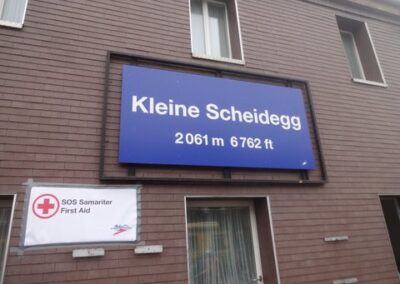 Kleine Scheidegg
2061 m 6762 ft
SOS Samariter
First Aid